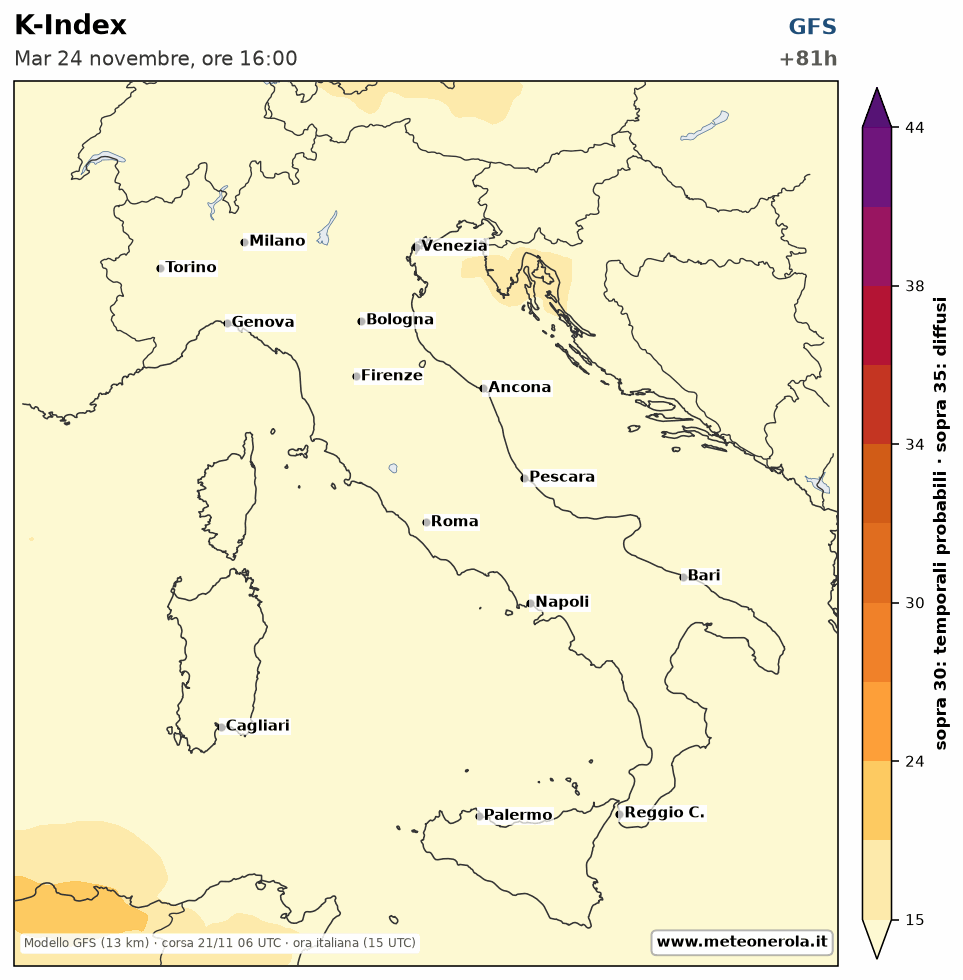 K-Index
GFS
Mar 24 novembre, ore 16:00
+81h
44
38
34
30
24
15
sopra 30: temporali probabili · sopra 35: diffusi
Milano
Venezia
Torino
Genova
Bologna
Firenze
Ancona
Pescara
Roma
Bari
Napoli
Cagliari
Palermo
Reggio C.
Modello GFS (13 km) · corsa 21/11 06 UTC · ora italiana (15 UTC)
www.meteonerola.it